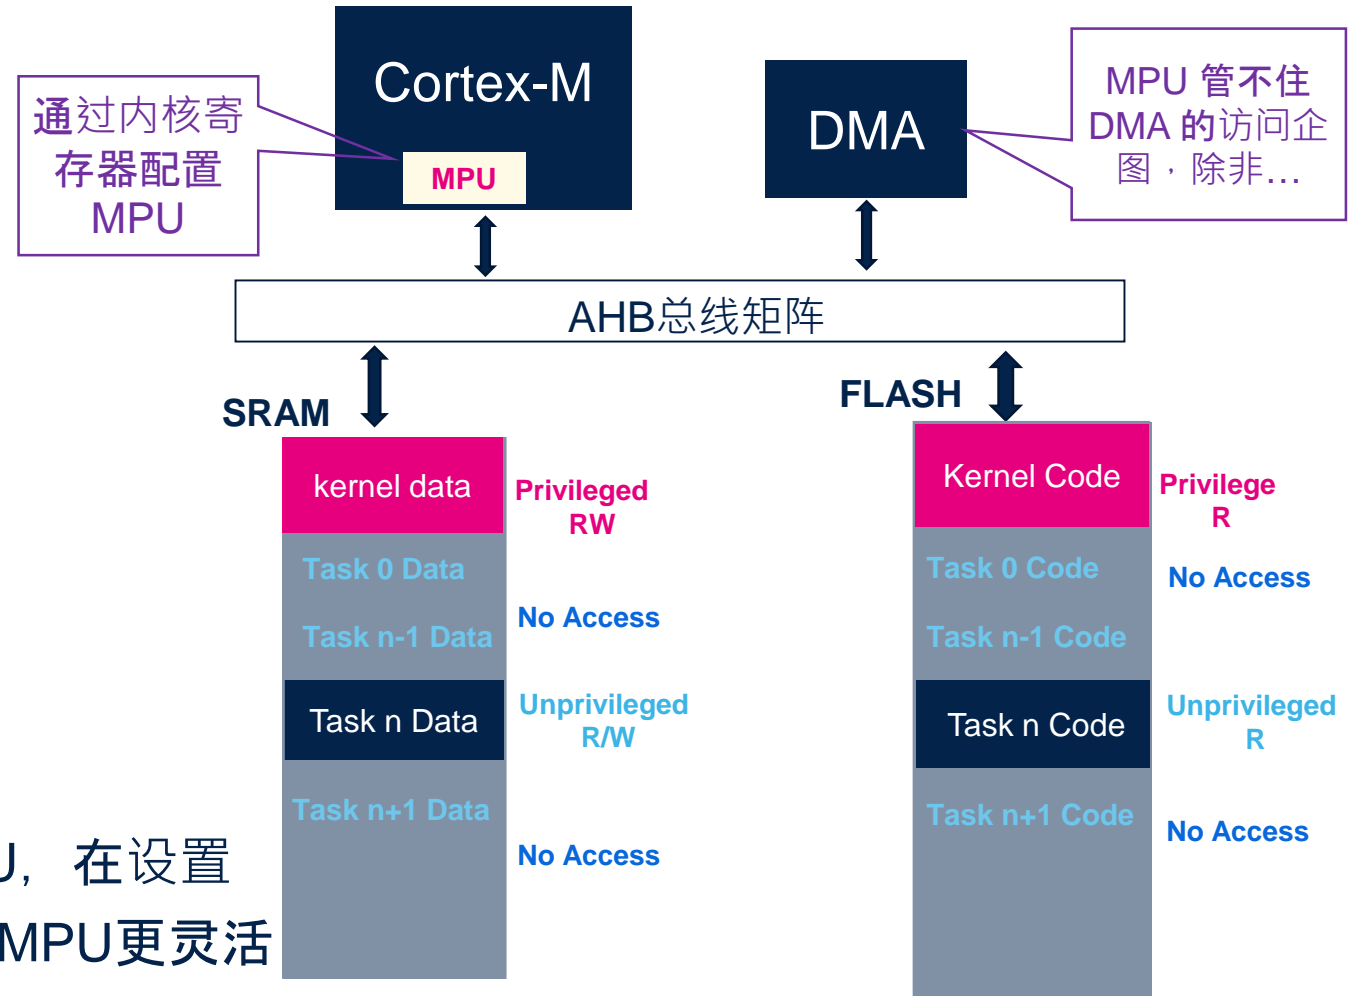 Cortex-M
MPU
通过内核寄
存器配置
MPU
DMA
MPU 管不住
DMA 的访问企
图，除非…
AHB总线矩阵
SRAM
FLASH
kernel data
Privileged
RW
Task 0 Data
Task n-1 Data
No Access
Task n Data
Unprivileged
R/W
Task n+1 Data
No Access
Kernel Code
Privilege
R
Task 0 Code
No Access
Task n-1 Code
Task n Code
Unprivileged
R
Task n+1 Code
No Access
U, 在设置
MPU更灵活